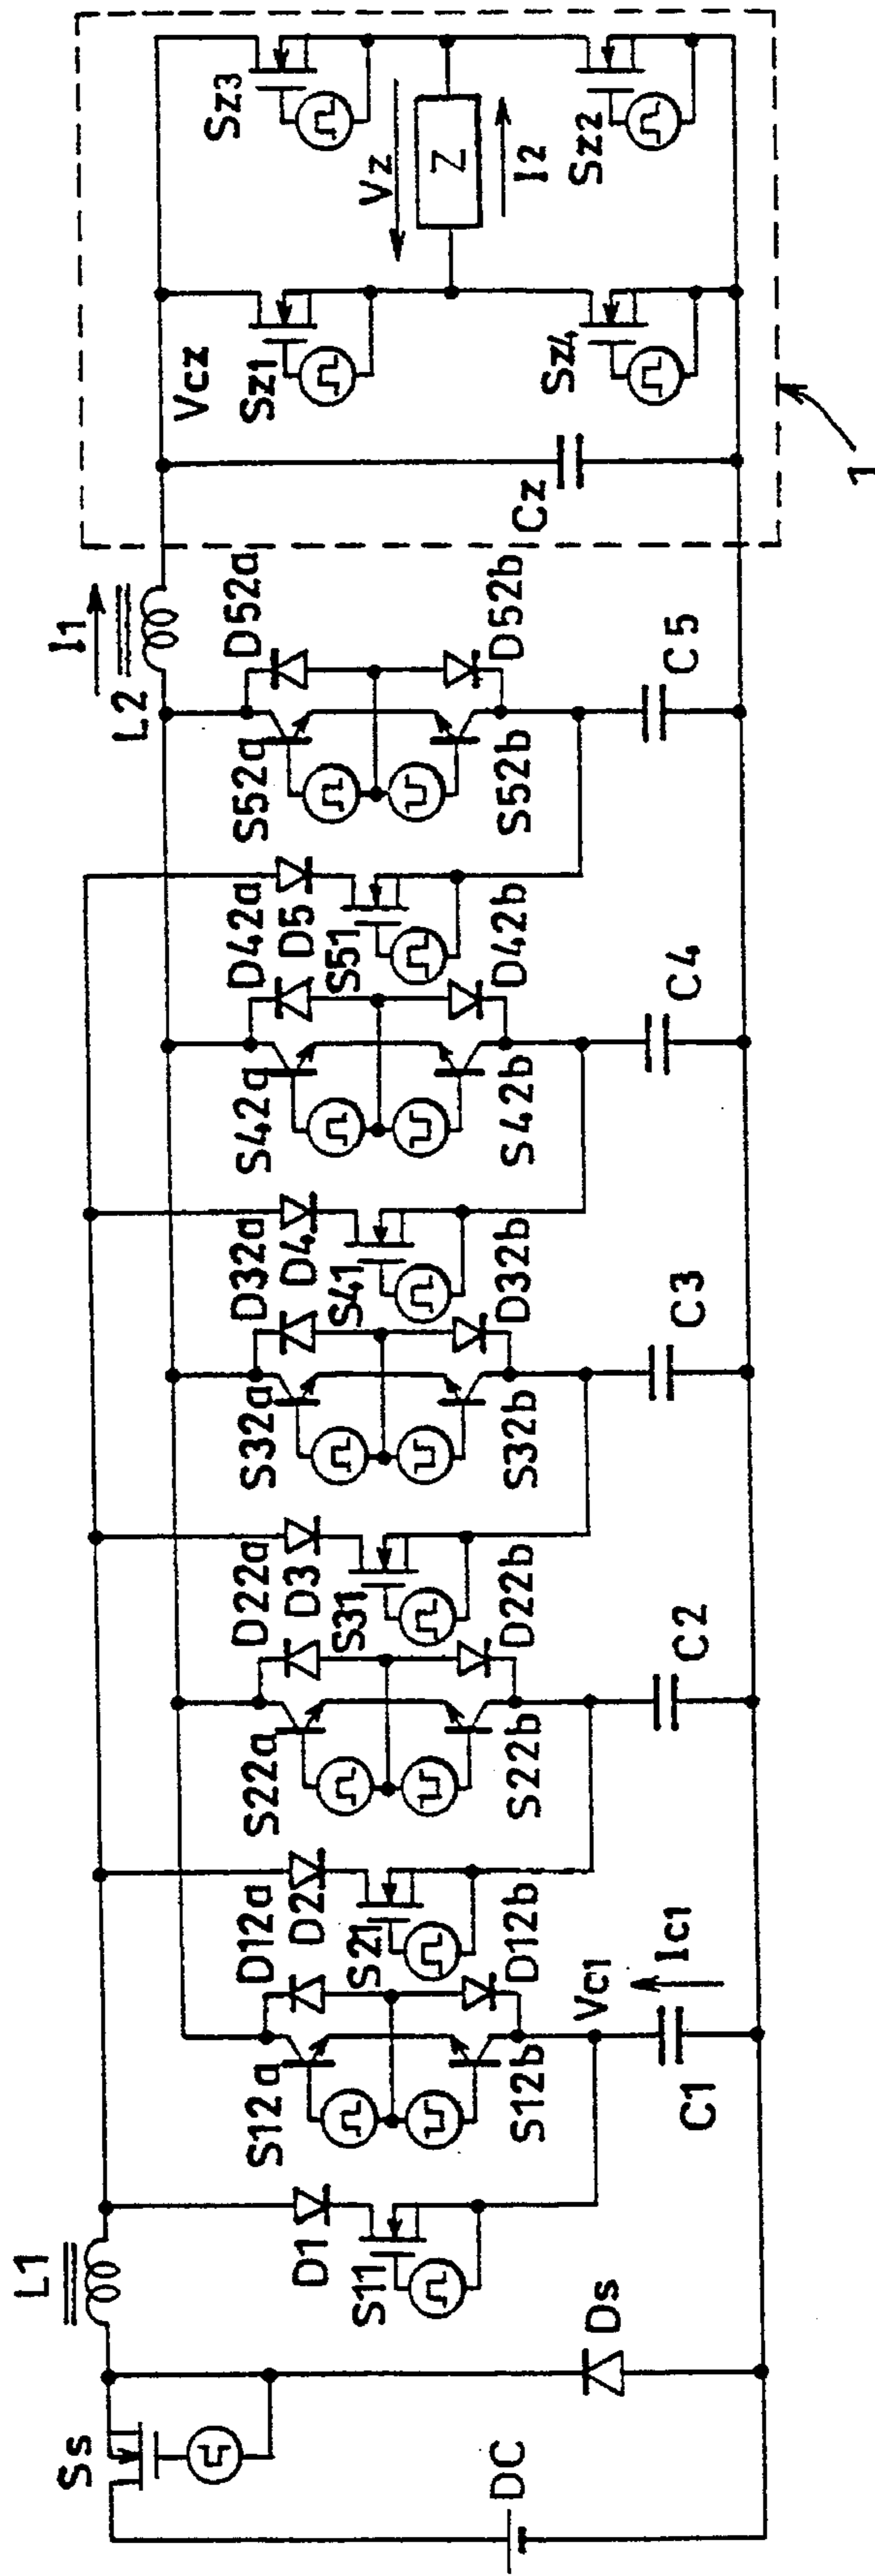 Ss
DC
L1
Ds
D1
S11
S12a
D12a
S12b
D12b
Vc1
Ic1
C1
D2
S21
S22a
D22a
S22b
D22b
C2
D3
S31
S32a
D32a
S32b
D32b
C3
D4
S41
S42a
D42a
S42b
D42b
C4
D5
S51
S52a
D52a
S52b
D52b
C5
L2
I1
Cz
Vcz
Sz1
Sz4
Vz
Z
I2
Sz3
Sz2
1